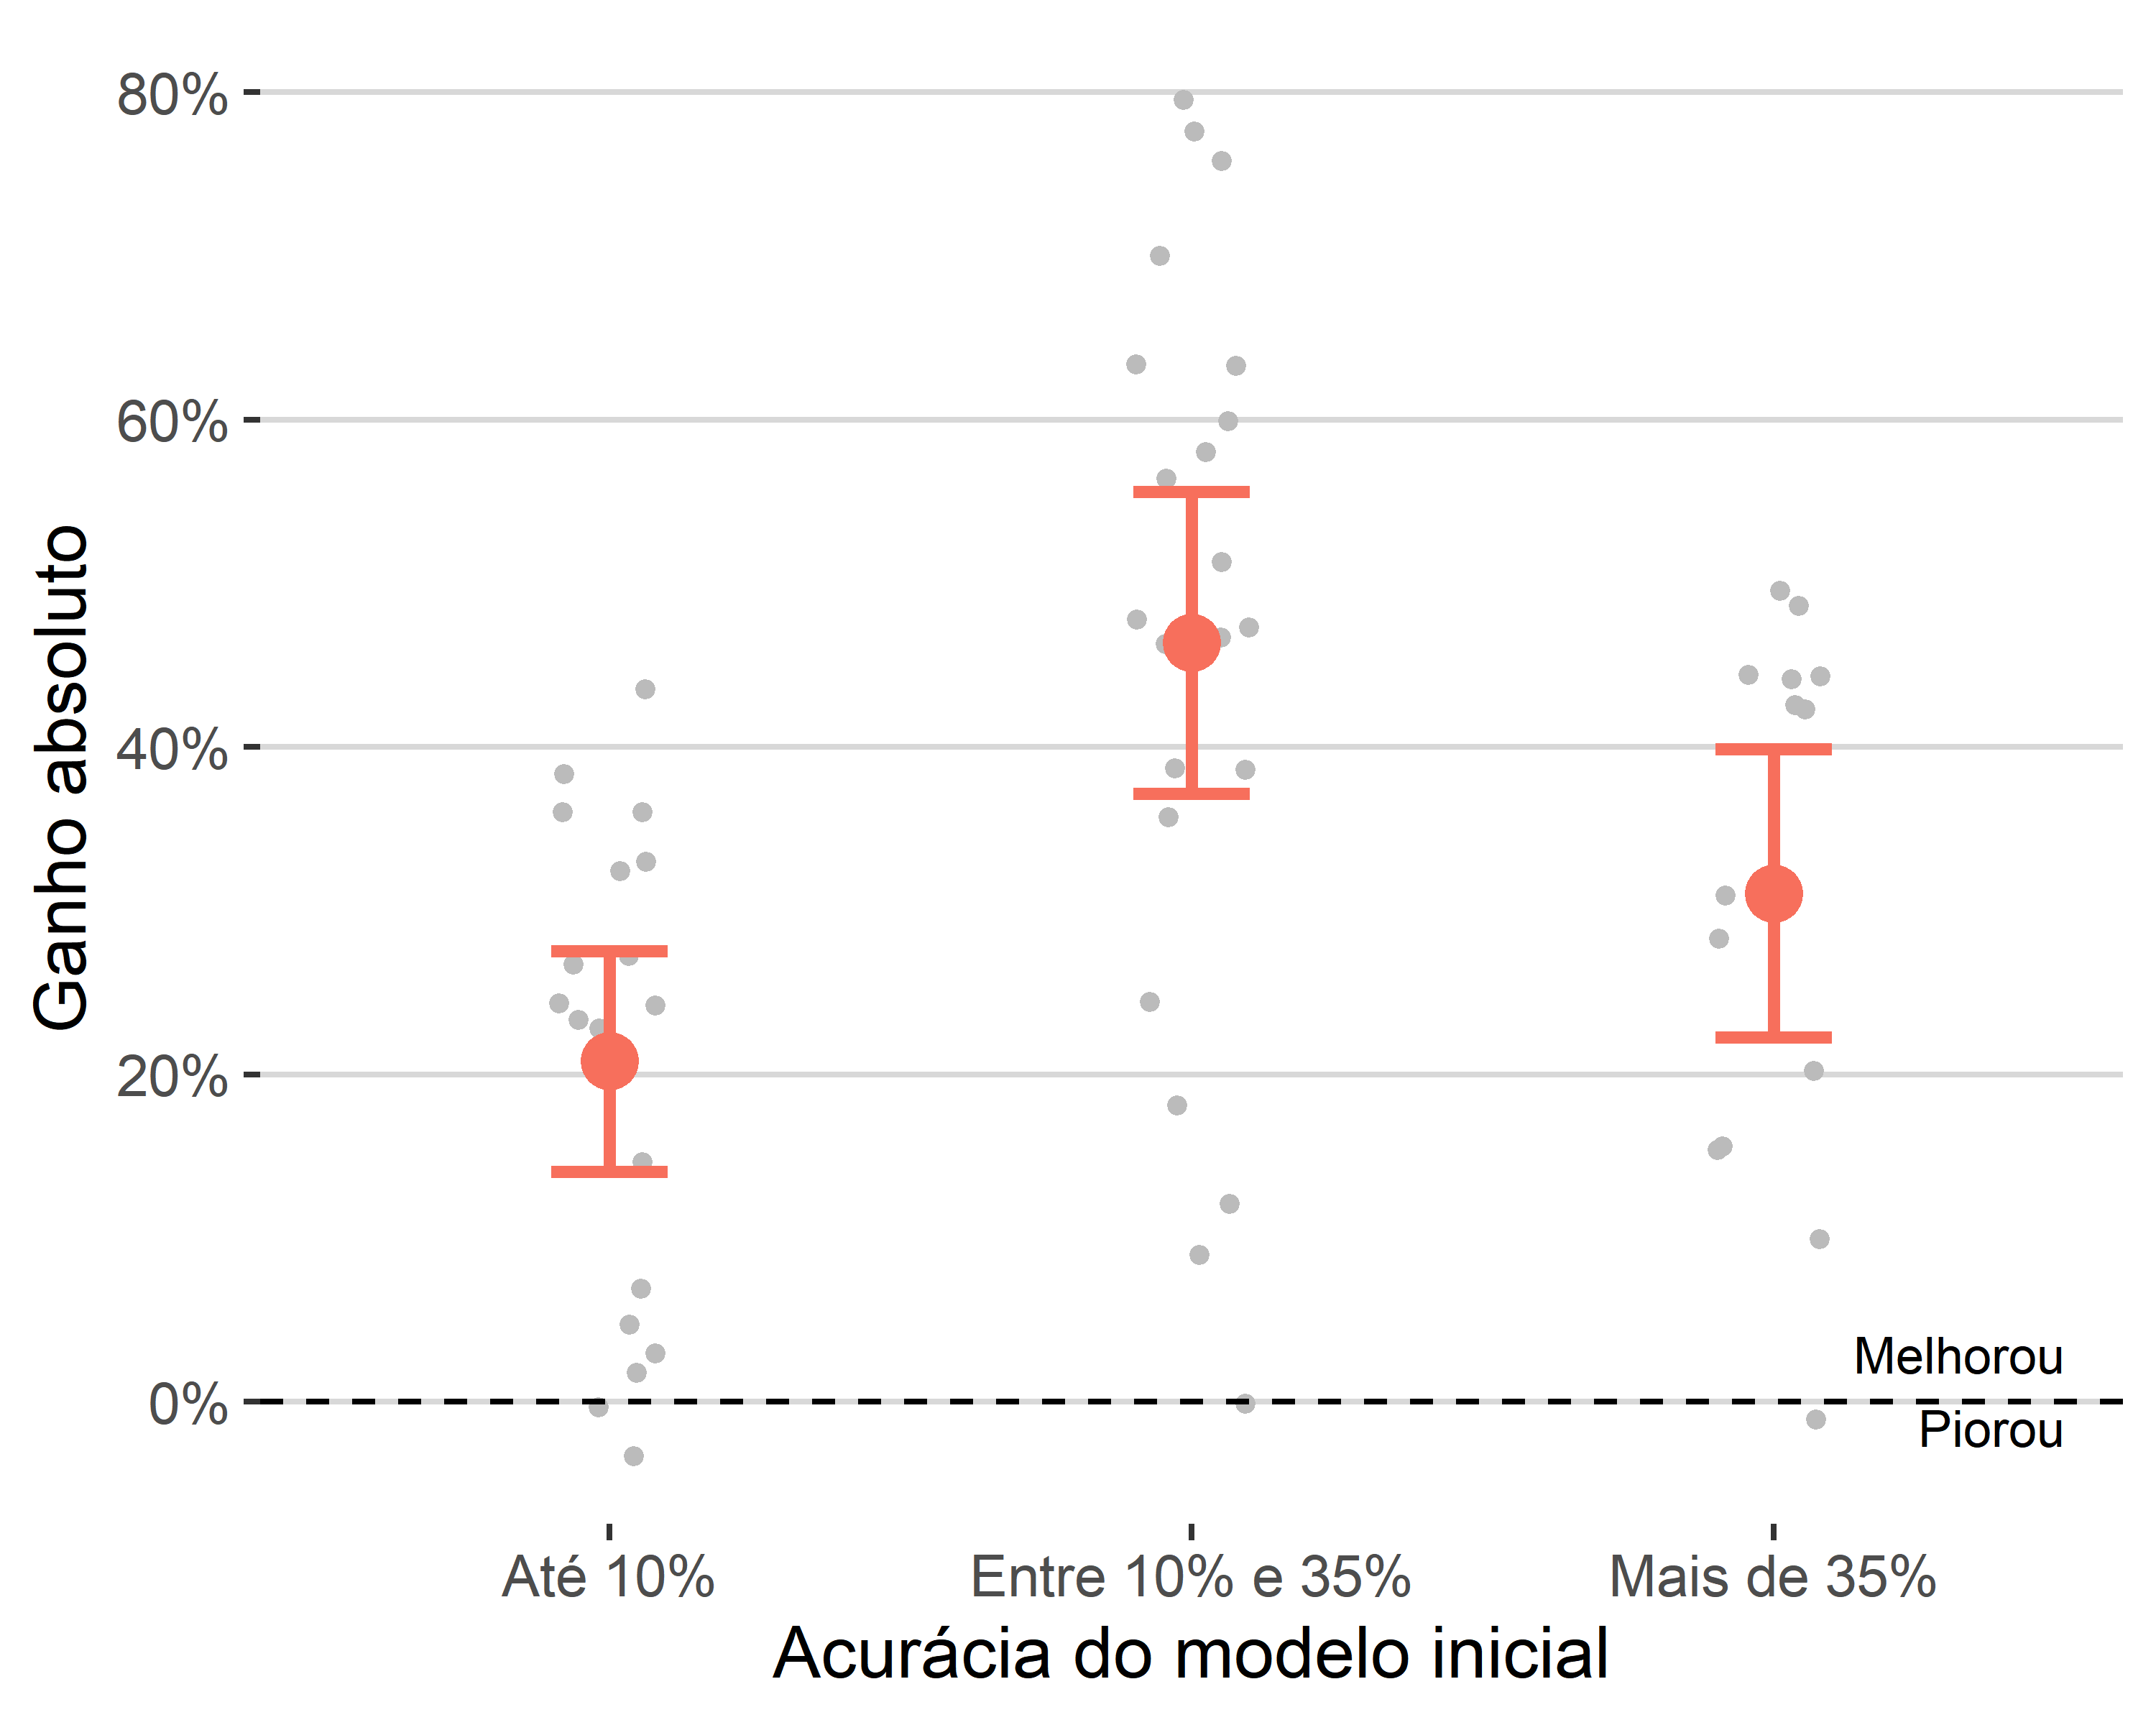 80%
60%
40%
20%
0%
Ganho absoluto
Melhorou
Piorou
Até 10%
Entre 10% e 35%
Mais de 35%
Acurácia do modelo inicial